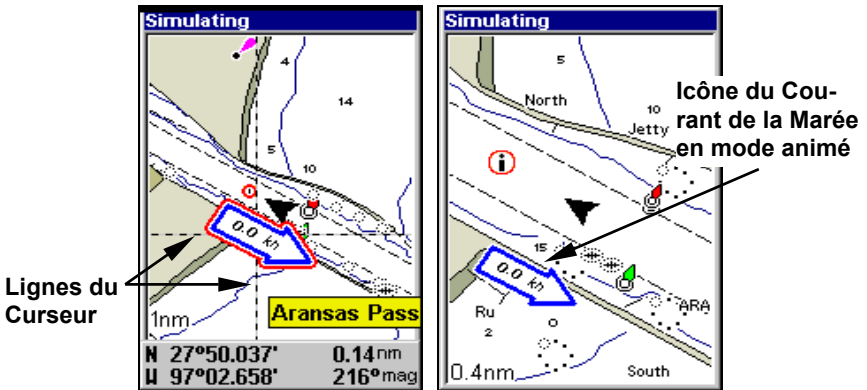 Simulating
4
14
5
10
0.0 kn
Aransas Pass
1nm
N 27°50.037' 0.14nm
W 97°02.658' 216°mag
Lignes du
Curseur
Simulating
5
North
10
Jetty
15
0.0 kn
ARA
Ru
2
South
0.4nm
Icône du Cou-
rant de la Marée
en mode animé